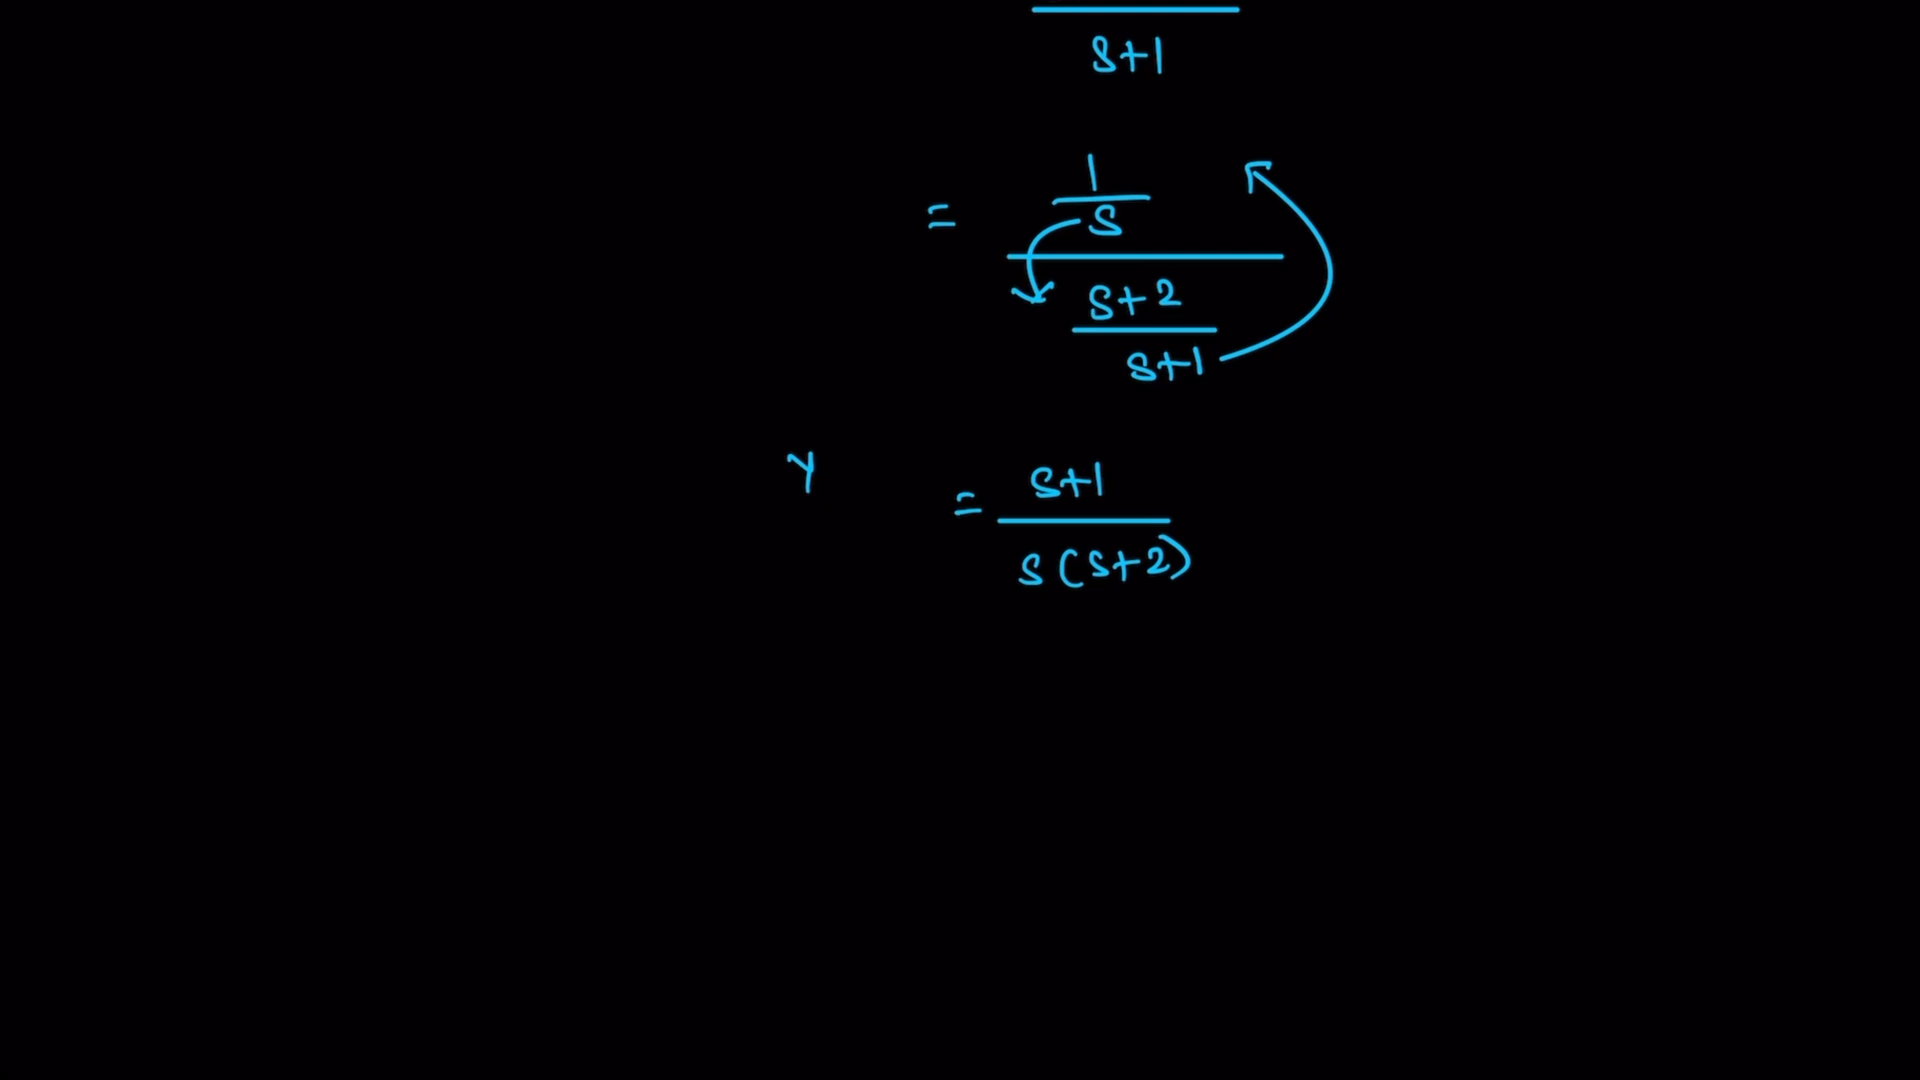 s+1
= 1
s
s+2
s+1
Y = s+1
s(s+2)